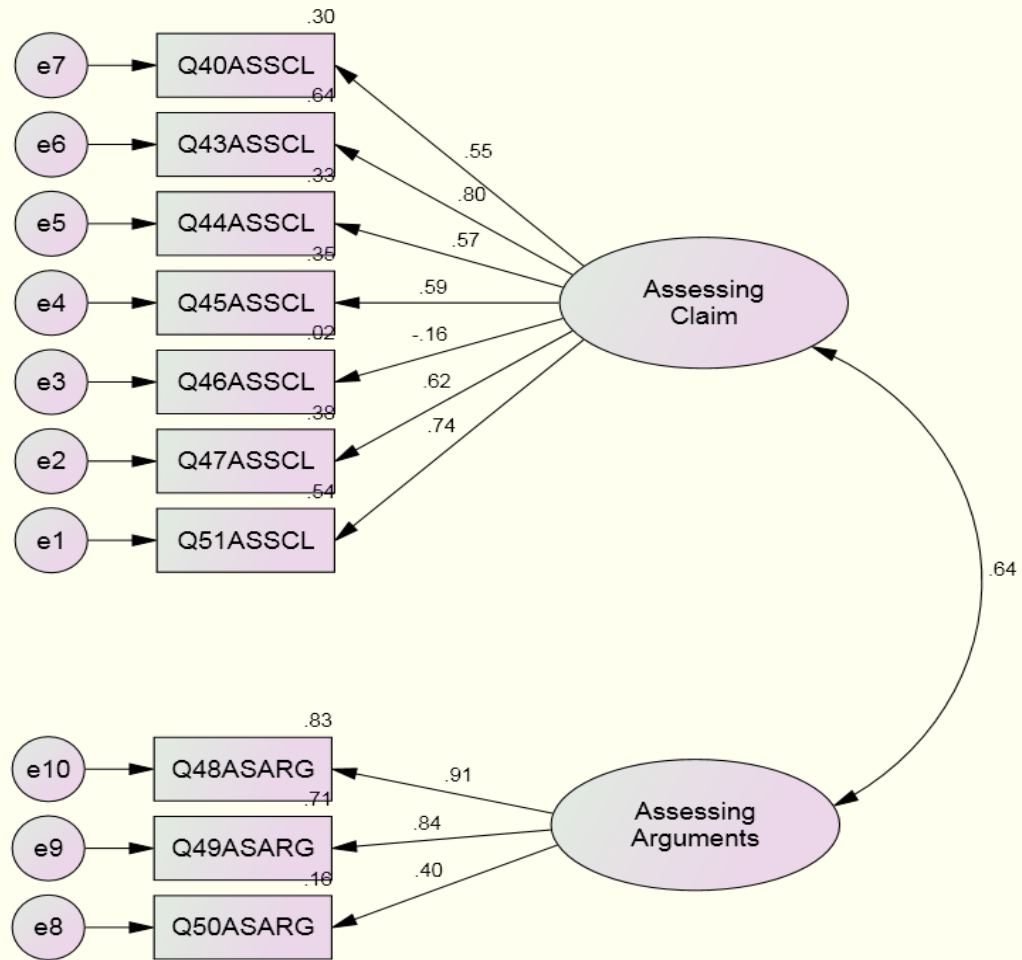 .30
e7 Q40ASSCL
.64
e6 Q43ASSCL
.33
e5 Q44ASSCL
.35
e4 Q45ASSCL
.02
e3 Q46ASSCL
.38
e2 Q47ASSCL
.54
e1 Q51ASSCL
.55
.80
.57
.59
-.16
.62
.74
Assessing
Claim
.64
.83
e10 Q48ASARG
.71
e9 Q49ASARG
.16
e8 Q50ASARG
.91
.84
.40
Assessing
Arguments